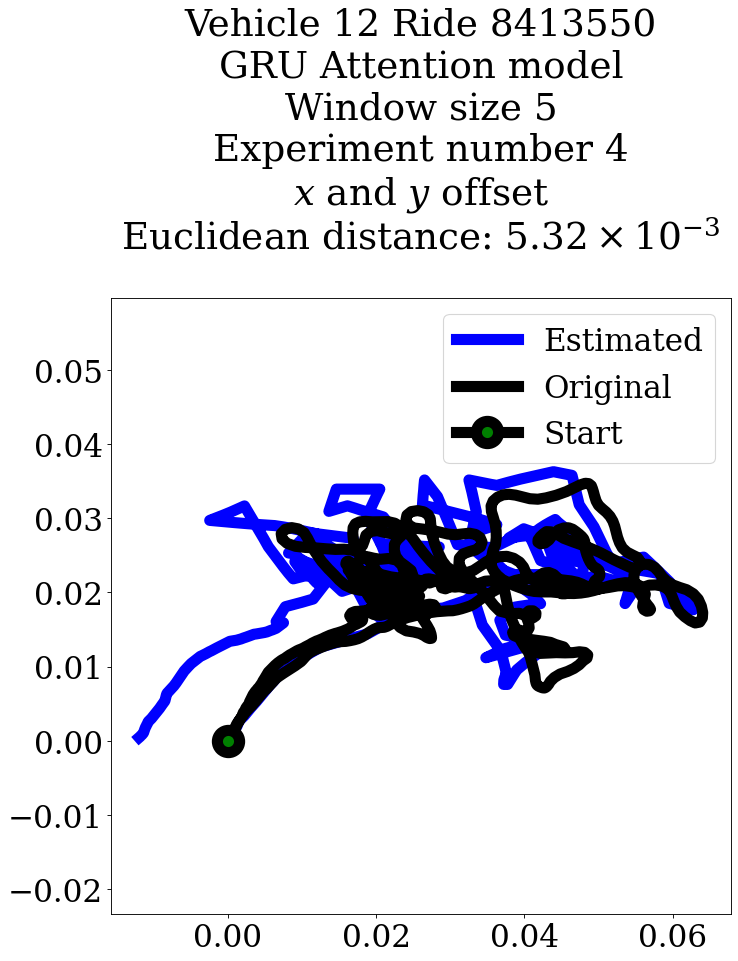 Vehicle 12 Ride 8413550
GRU Attention model
Window size 5
Experiment number 4
x and y offset
Euclidean distance: 5.32 × 10⁻³
Estimated
Original
Start
0.05
0.04
0.03
0.02
0.01
0.00
−0.01
−0.02
0.00 0.02 0.04 0.06